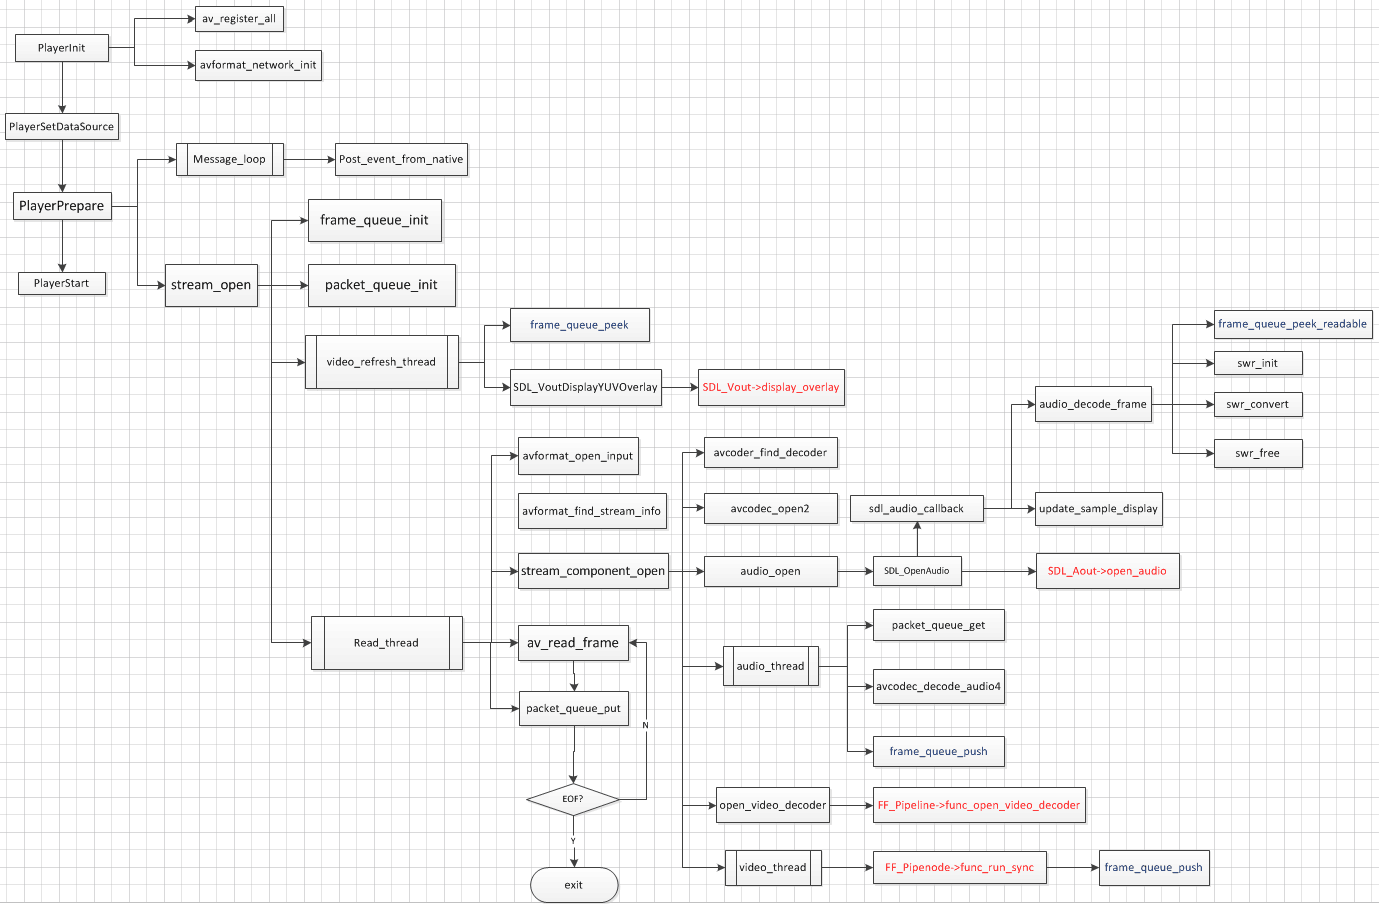 av_register_all
PlayerInit
avformat_network_init
PlayerSetDataSource
Message_loop
Post_event_from_native
PlayerPrepare
frame_queue_init
PlayerStart
stream_open
packet_queue_init
frame_queue_peek
frame_queue_peek_readable
video_refresh_thread
swr_init
SDL_VoutDisplayYUVOverlay
SDL_Vout->display_overlay
audio_decode_frame
swr_convert
avformat_open_input
avcoder_find_decoder
swr_free
avformat_find_stream_info
avcodec_open2
sdl_audio_callback
update_sample_display
stream_component_open
audio_open
SDL_OpenAudio
SDL_Aout->open_audio
packet_queue_get
Read_thread
av_read_frame
audio_thread
avcodec_decode_audio4
packet_queue_put
N
frame_queue_push
EOF?
open_video_decoder
FF_Pipeline->func_open_video_decoder
Y
video_thread
FF_Pipenode->func_run_sync
frame_queue_push
exit